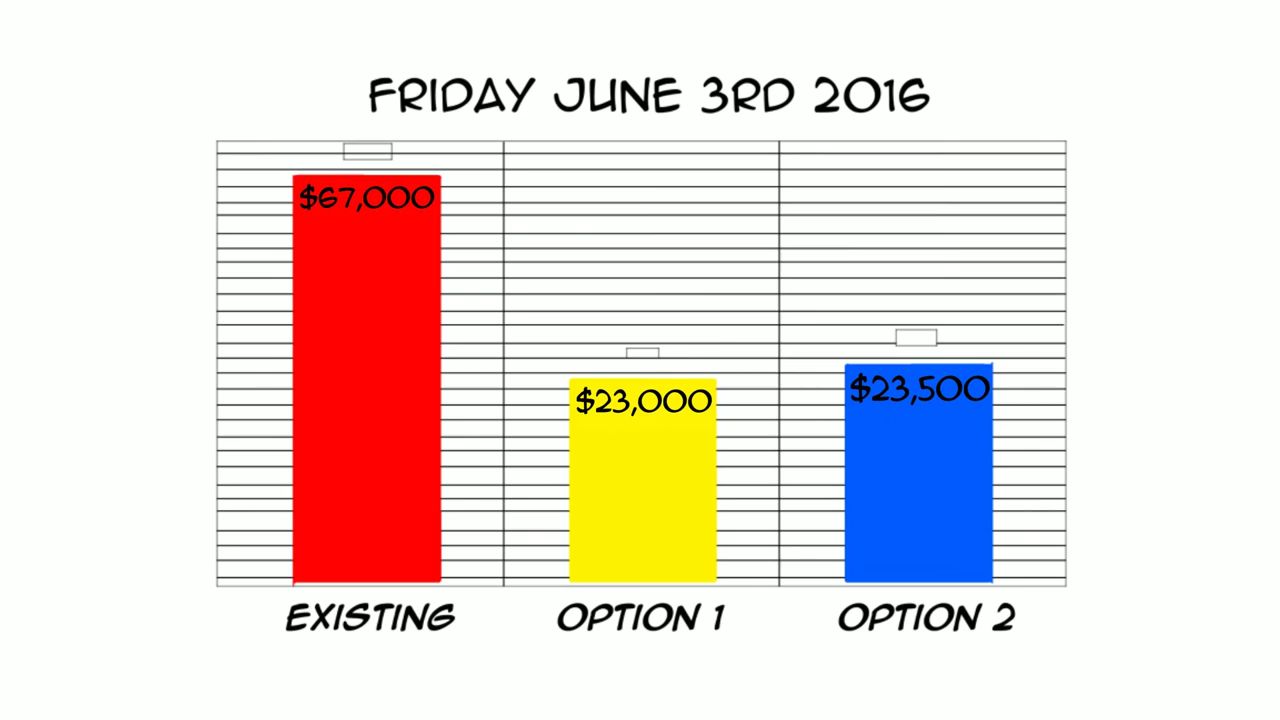 FRIDAY JUNE 3RD 2016
$67,000
$23,000
$23,500
EXISTING
OPTION 1
OPTION 2